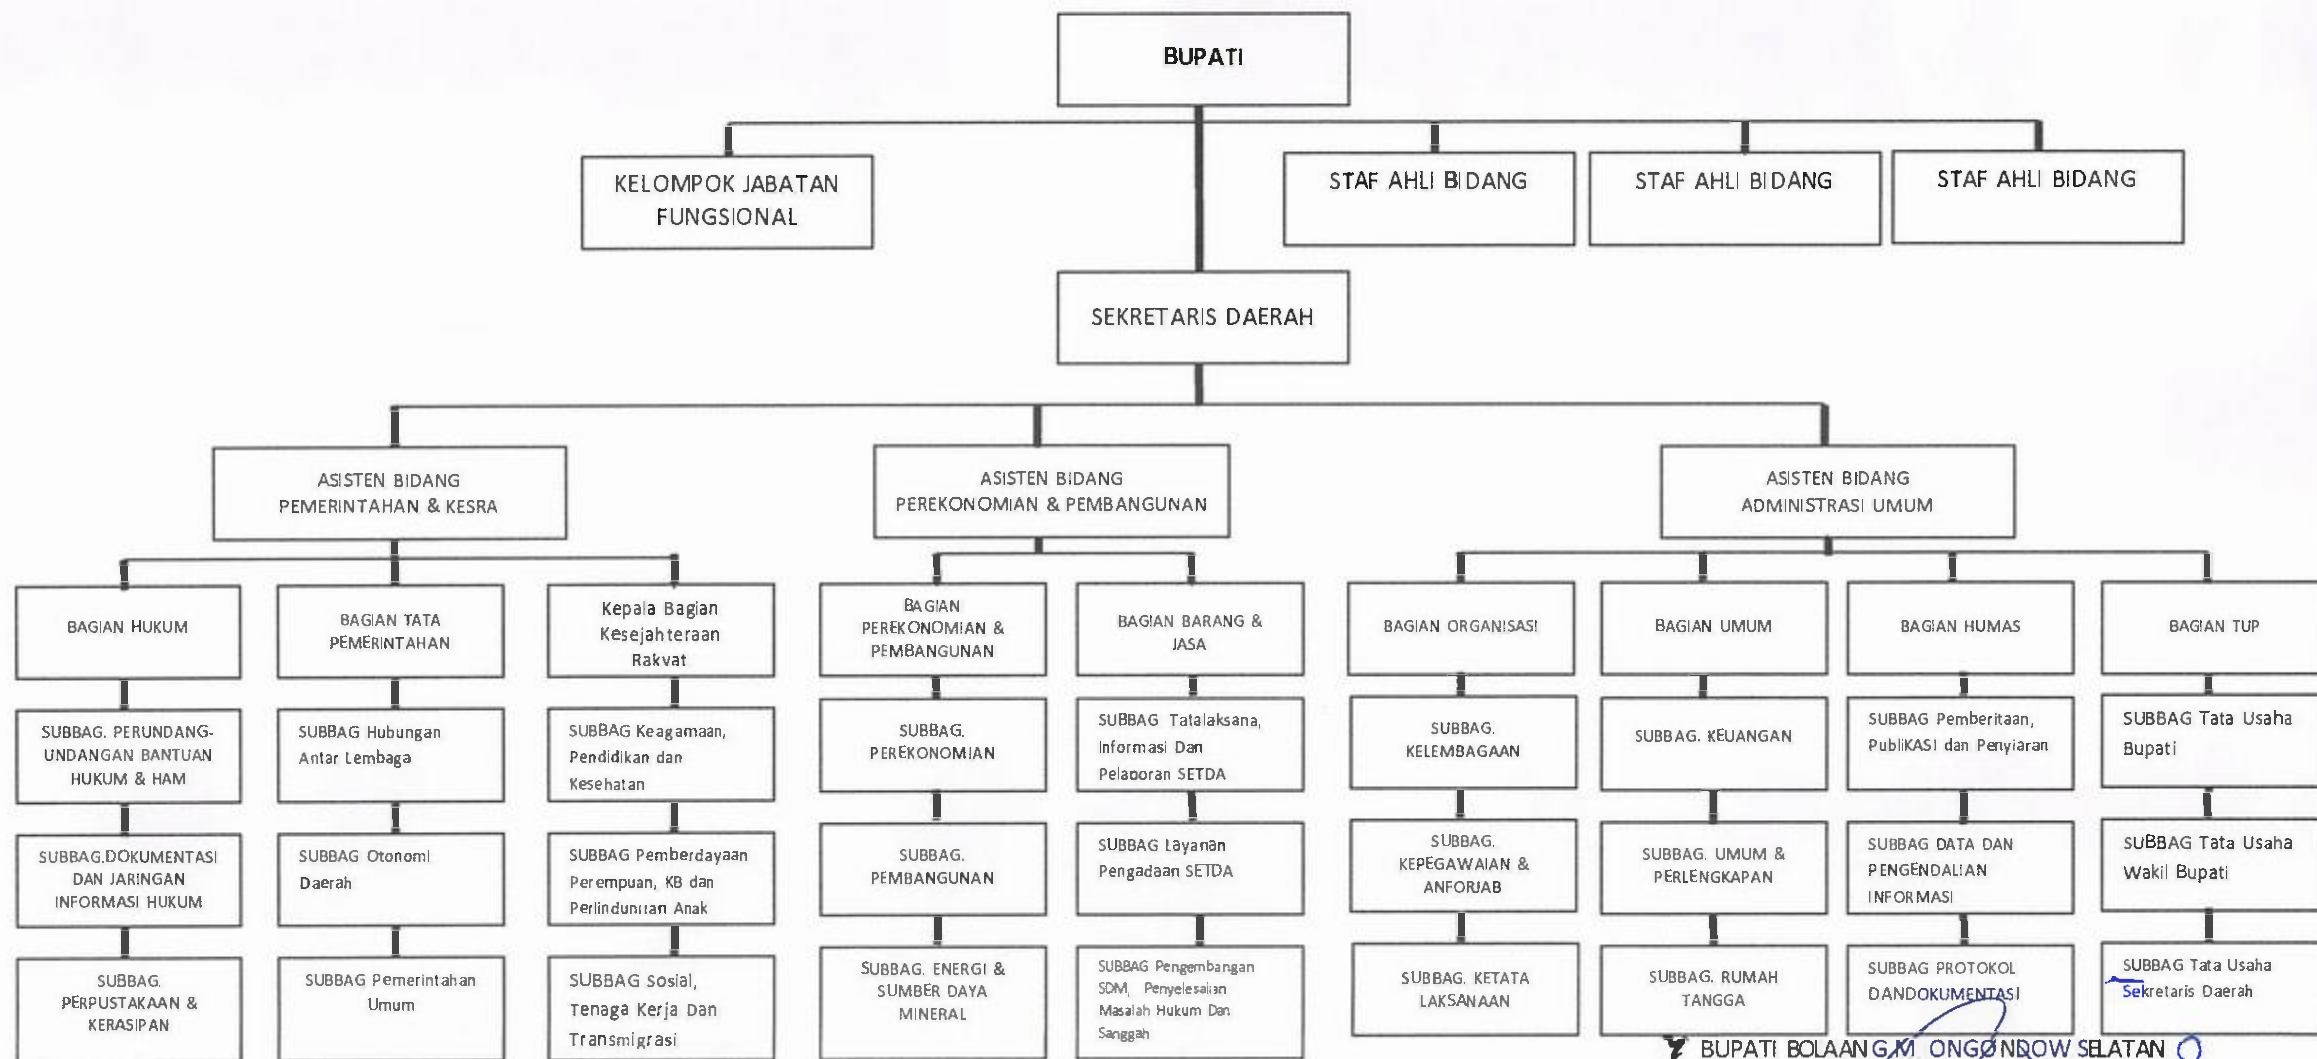 BUPATI
KELOMPOK JABATAN
FUNGSIONAL
STAF AHLI BIDANG
STAF AHLI BIDANG
STAF AHLI BIDANG
SEKRETARIS DAERAH
ASISTEN BIDANG
PEMERINTAHAN & KESRA
ASISTEN BIDANG
PEREKONOMIAN & PEMBANGUNAN
ASISTEN BIDANG
ADMINISTRASI UMUM
BAGIAN HUKUM
BAGIAN TATA
PEMERINTAHAN
Kepala Bagian
Kesejahteraan
Rakvat
BAGIAN
PEREKONOMIAN &
PEMBANGUNAN
BAGIAN BARANG &
JASA
BAGIAN ORGANISASI
BAGIAN UMUM
BAGIAN HUMAS
BAGIAN TUP
SUBBAG. PERUNDANG-
UNDANGAN BANTUAN
HUKUM & HAM
SUBBAG Hubungan
Antar Lembaga
SUBBAG Keagamaan,
Pendidikan dan
Kesehatan
SUBBAG.
PEREKONOMIAN
SUBBAG Tatalaksana,
Informasi Dan
Pelaporan SETDA
SUBBAG.
KELEMBAGAAN
SUBBAG. KEUANGAN
SUBBAG Pemberitaan,
PubliKASI dan Penyiaran
SUBBAG Tata Usaha
Bupati
SUBBAG.DOKUMENTASI
DAN JARINGAN
INFORMASI HUKUM
SUBBAG Otonomi
Daerah
SUBBAG Pemberdayaan
Perempuan, KB dan
Perlindunuan Anak
SUBBAG.
PEMBANGUNAN
SUBBAG Layanan
Pengadaan SETDA
SUBBAG.
KEPEGAWAIAN &
ANFORJAB
SUBBAG. UMUM &
PERLENGKAPAN
SUBBAG DATA DAN
PENGENDALIAN
INFORMASI
SUBBAG Tata Usaha
Wakil Bupati
SUBBAG.
PERPUSTAKAAN &
KERASIPAN
SUBBAG Pemerintahan
Umum
SUBBAG Sosial,
Tenaga Kerja Dan
Transmigrasi
SUBBAG. ENERGI &
SUMBER DAYA
MINERAL
SUBBAG Pengembangan
SDM, Penyelesaian
Masalah Hukum Dan
Sanggah
SUBBAG. KETATA
LAKSANAAN
SUBBAG. RUMAH
TANGGA
SUBBAG PROTOKOL
DANDOKUMENTASI
SUBBAG Tata Usaha
Sekretaris Daerah
BUPATI BOLAANG M ONGONDOW SELATAN